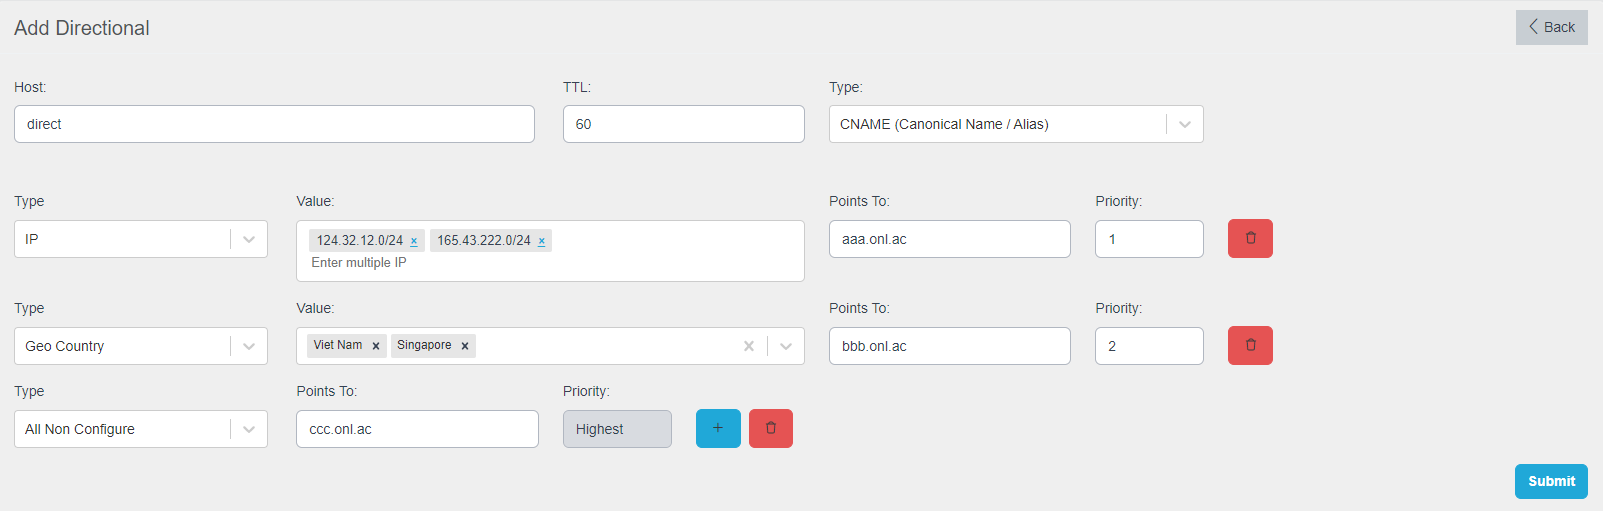 Add Directional
Back
Host:
TTL:
Type:
direct
60
CNAME (Canonical Name / Alias)
Type
Value:
Points To:
Priority:
IP
124.32.12.0/24 × 165.43.222.0/24 ×
Enter multiple IP
aaa.onl.ac
1
Type
Value:
Points To:
Priority:
Geo Country
Viet Nam × Singapore ×
bbb.onl.ac
2
Type
Points To:
Priority:
All Non Configure
ccc.onl.ac
Highest
+
Submit